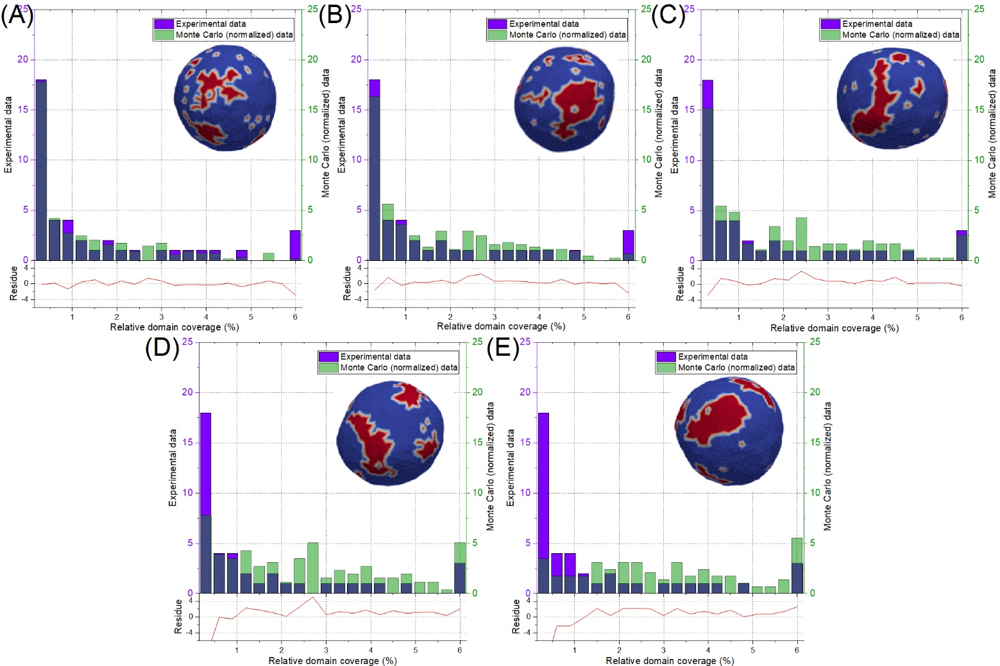 (A)
25
25
Experimental data
Monte Carlo (normalized) data
20
20
15
15
10
10
5
5
0
0
Experimental data
Monte Carlo (normalized) data
4
0
-4
Residue
1 2 3 4 5 6
Relative domain coverage (%)
(B)
25
25
Experimental data
Monte Carlo (normalized) data
20
20
15
15
10
10
5
5
0
0
Experimental data
Monte Carlo (normalized) data
4
0
-4
Residue
1 2 3 4 5 6
Relative domain coverage (%)
(C)
25
25
Experimental data
Monte Carlo (normalized) data
20
20
15
15
10
10
5
5
0
0
Experimental data
Monte Carlo (normalized) data
4
0
-4
Residue
1 2 3 4 5 6
Relative domain coverage (%)
(D)
25
25
Experimental data
Monte Carlo (normalized) data
20
20
15
15
10
10
5
5
0
0
Experimental data
Monte Carlo (normalized) data
4
0
-4
Residue
1 2 3 4 5 6
Relative domain coverage (%)
(E)
25
25
Experimental data
Monte Carlo (normalized) data
20
20
15
15
10
10
5
5
0
0
Experimental data
Monte Carlo (normalized) data
4
0
-4
Residue
1 2 3 4 5 6
Relative domain coverage (%)